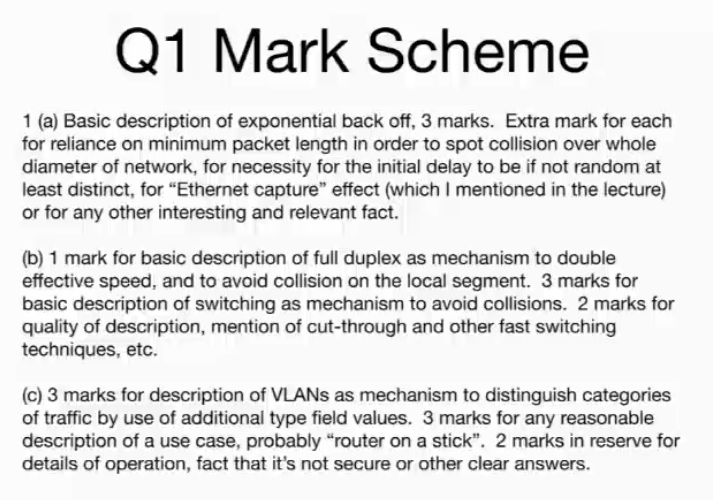 Q1 Mark Scheme
1 (a) Basic description of exponential back off, 3 marks. Extra mark for each
for reliance on minimum packet length in order to spot collision over whole
diameter of network, for necessity for the initial delay to be if not random at
least distinct, for “Ethernet capture” effect (which I mentioned in the lecture)
or for any other interesting and relevant fact.
(b) 1 mark for basic description of full duplex as mechanism to double
effective speed, and to avoid collision on the local segment. 3 marks for
basic description of switching as mechanism to avoid collisions. 2 marks for
quality of description, mention of cut-through and other fast switching
techniques, etc.
(c) 3 marks for description of VLANs as mechanism to distinguish categories
of traffic by use of additional type field values. 3 marks for any reasonable
description of a use case, probably “router on a stick”. 2 marks in reserve for
details of operation, fact that it’s not secure or other clear answers.